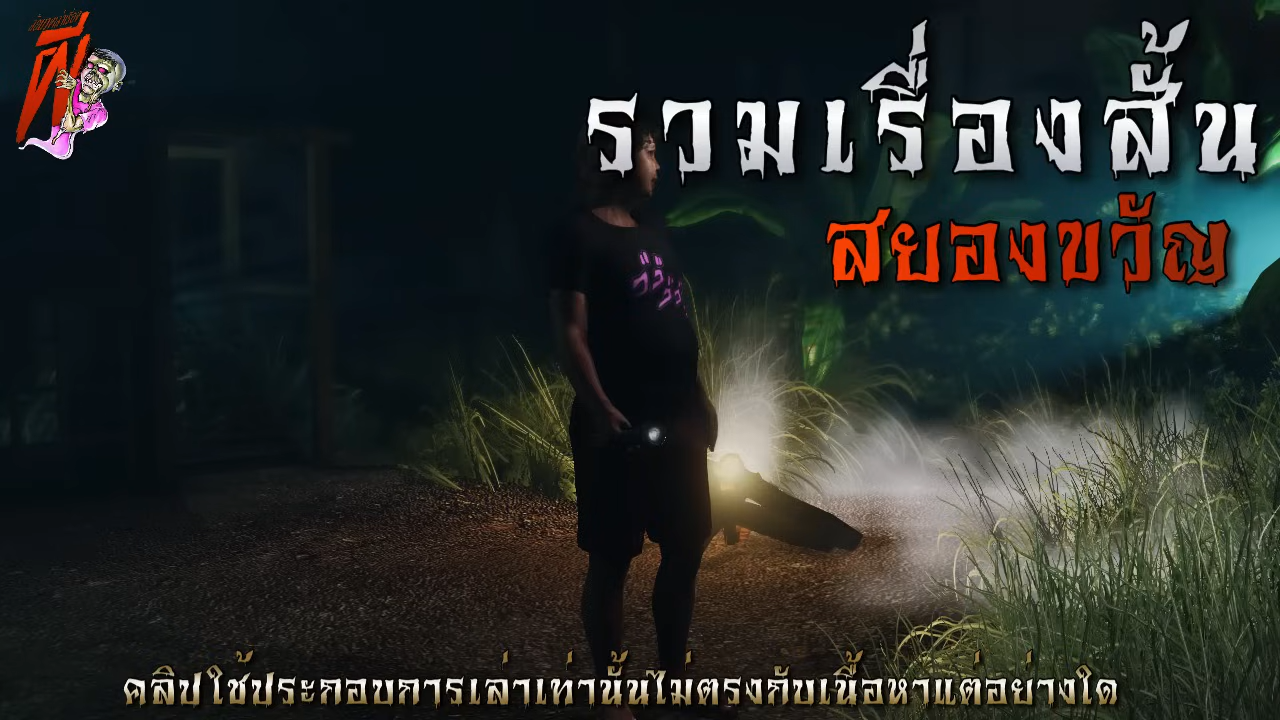 ผี
รวมเรื่องสั้น
สยองขวัญ
คลิปใช้ประกอบการเล่าเท่านั้นไม่ตรงกับเนื้อหาแต่อย่างใด